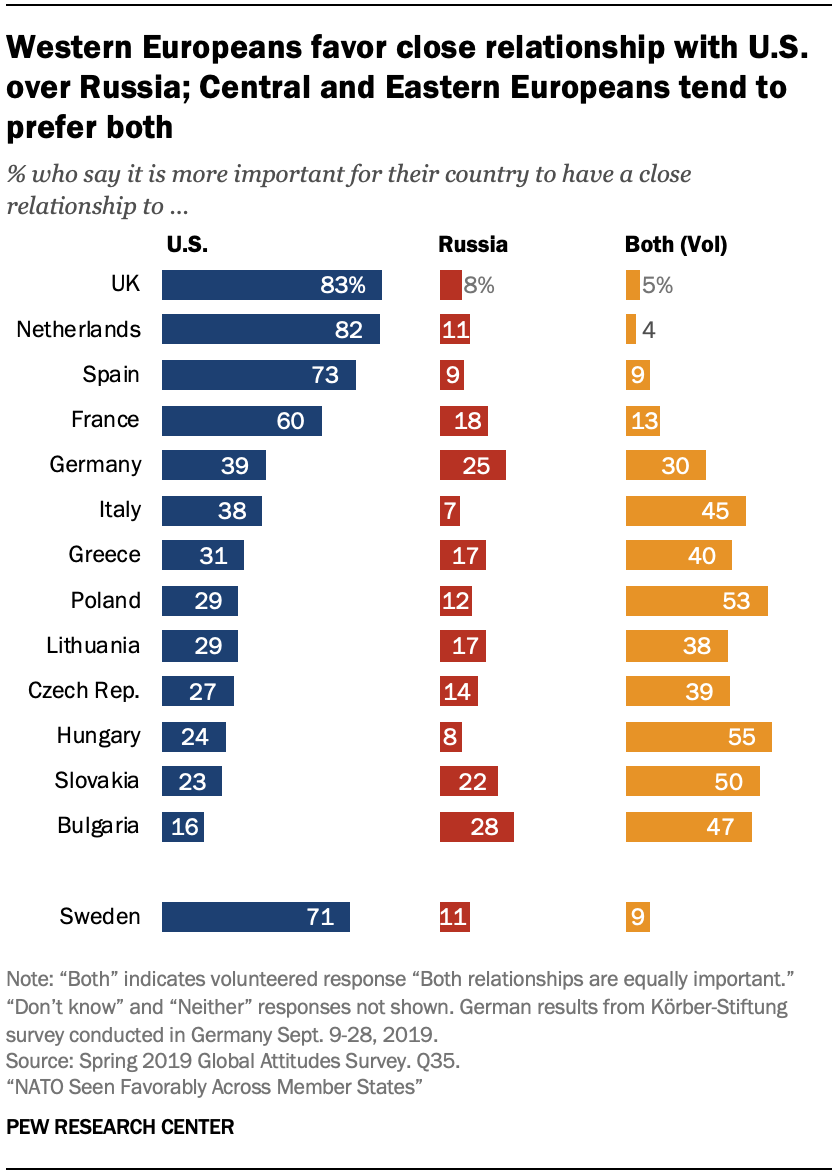 Western Europeans favor close relationship with U.S.
over Russia; Central and Eastern Europeans tend to
prefer both
% who say it is more important for their country to have a close
relationship to ...
U.S. Russia Both (Vol)
UK 83% 8% 5%
Netherlands 82 11 4
Spain 73 9 9
France 60 18 13
Germany 39 25 30
Italy 38 7 45
Greece 31 17 40
Poland 29 12 53
Lithuania 29 17 38
Czech Rep. 27 14 39
Hungary 24 8 55
Slovakia 23 22 50
Bulgaria 16 28 47
Sweden 71 11 9
Note: “Both” indicates volunteered response “Both relationships are equally important.”
“Don’t know” and “Neither” responses not shown. German results from Körber-Stiftung
survey conducted in Germany Sept. 9-28, 2019.
Source: Spring 2019 Global Attitudes Survey. Q35.
“NATO Seen Favorably Across Member States”
PEW RESEARCH CENTER